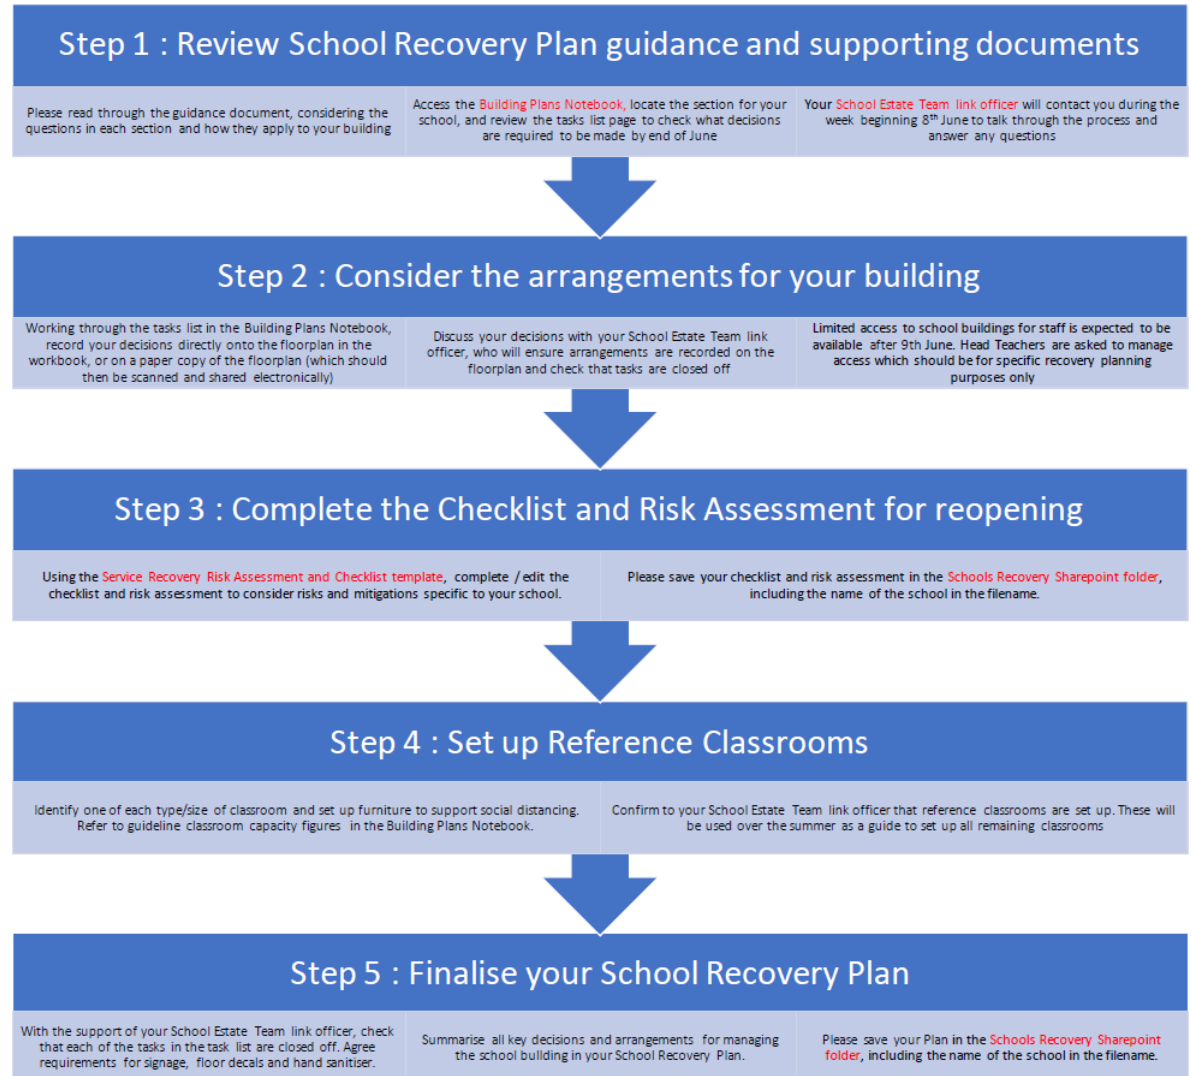 Step 1 : Review School Recovery Plan guidance and supporting documents
Please read through the guidance document, considering the
questions in each section and how they apply to your building
Access the Building Plans Notebook, locate the section for your
school, and review the tasks list page to check what decisions
are required to be made by end of June
Your School Estate Team link officer will contact you during the
week beginning 8th June to talk through the process and
answer any questions
Step 2 : Consider the arrangements for your building
Working through the tasks list in the Building Plans Notebook,
record your decisions directly onto the floorplan in the
workbook, or on a paper copy of the floorplan (which should
then be scanned and shared electronically)
Discuss your decisions with your School Estate Team link
officer, who will ensure arrangements are recorded on the
floorplan and check that tasks are closed off
Limited access to school buildings for staff is expected to be
available after 9th June. Head Teachers are asked to manage
access which should be for specific recovery planning
purposes only
Step 3 : Complete the Checklist and Risk Assessment for reopening
Using the Service Recovery Risk Assessment and Checklist template, complete / edit the
checklist and risk assessment to consider risks and mitigations specific to your school.
Please save your checklist and risk assessment in the Schools Recovery Sharepoint folder,
including the name of the school in the filename.
Step 4 : Set up Reference Classrooms
Identify one of each type/size of classroom and set up furniture to support social distancing.
Refer to guideline classroom capacity figures in the Building Plans Notebook.
Confirm to your School Estate Team link officer that reference classrooms are set up. These will
be used over the summer as a guide to set up all remaining classrooms
Step 5 : Finalise your School Recovery Plan
With the support of your School Estate Team link officer, check
that each of the tasks in the task list are closed off. Agree
requirements for signage, floor decals and hand sanitiser.
Summarise all key decisions and arrangements for managing
the school building in your School Recovery Plan.
Please save your Plan in the Schools Recovery Sharepoint
folder, including the name of the school in the filename.